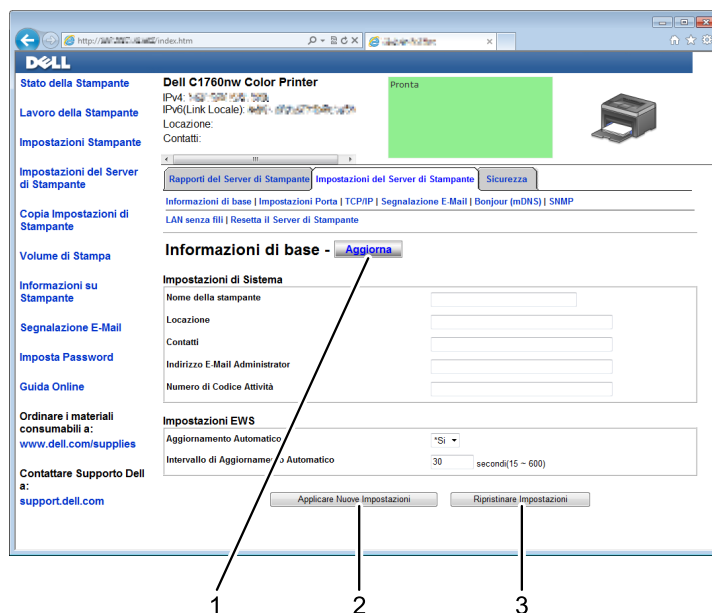 http://
/index.htm
DELL
Stato della Stampante
Lavoro della Stampante
Impostazioni Stampante
Impostazioni del Server
di Stampante
Copia Impostazioni di
Stampante
Volume di Stampa
Informazioni su
Stampante
Segnalazione E-Mail
Imposta Password
Guida Online
Ordinare i materiali
consumabili a:
www.dell.com/supplies
Contattare Supporto Dell
a:
support.dell.com
Dell C1760nw Color Printer
IPv4:
IPv6(Link Locale):
Locazione:
Contatti:
Pronta
Rapporti del Server di Stampante Impostazioni del Server di Stampante Sicurezza
Informazioni di base | Impostazioni Porta | TCP/IP | Segnalazione E-Mail | Bonjour (mDNS) | SNMP
LAN senza fili | Resetta il Server di Stampante
Informazioni di base - Aggiorna
Impostazioni di Sistema
Nome della stampante
Locazione
Contatti
Indirizzo E-Mail Administrator
Numero di Codice Attività
Impostazioni EWS
Aggiornamento Automatico *Si
Intervallo di Aggiornamento Automatico 30 secondi(15 ~ 600)
Applicare Nuove Impostazioni Ripristinare Impostazioni
1 2 3